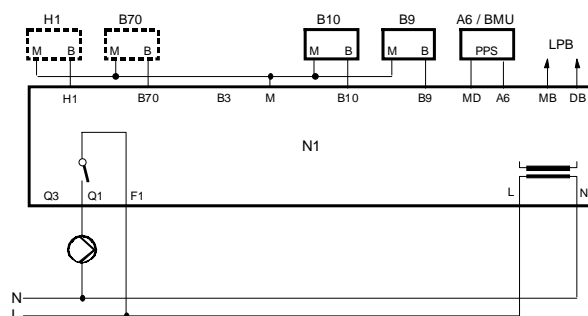 H1 B70 B10 B9 A6 / BMU LPB
M B M B M B M B PPS
H1 B70 B3 M B10 B9 MD A6 MB DB
N1
Q3 Q1 F1 L N
N
L